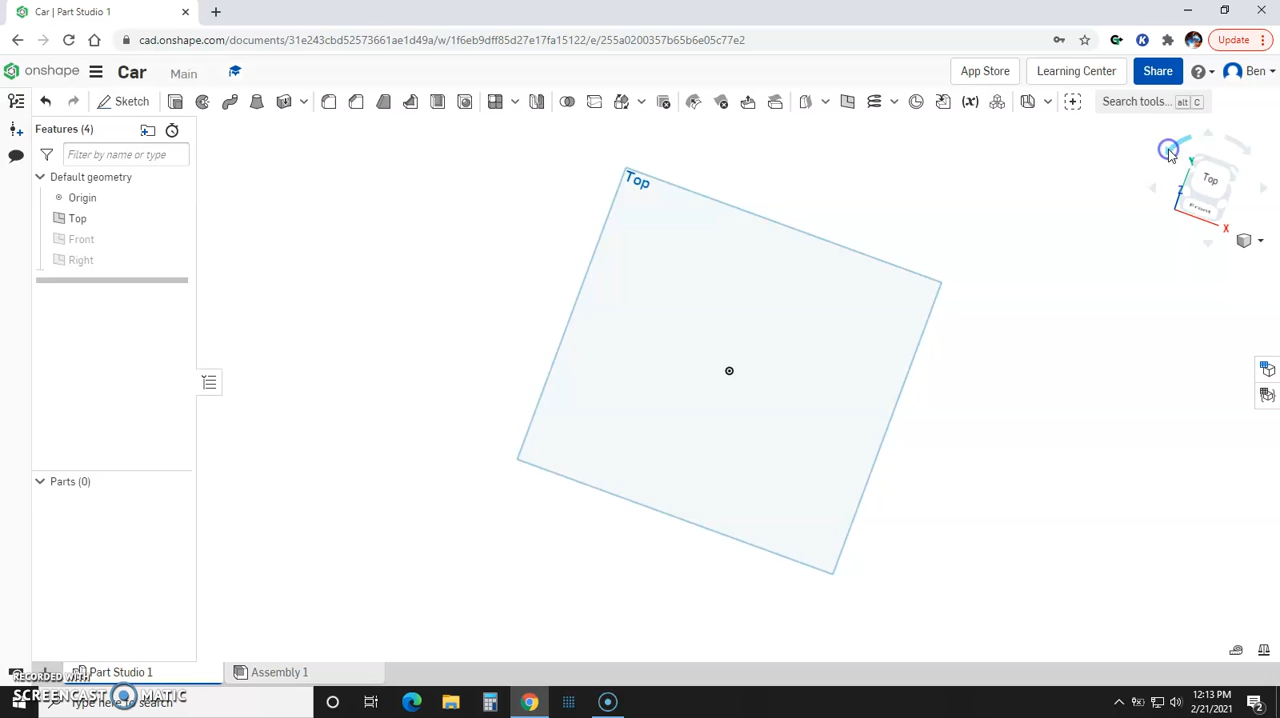 Car | Part Studio 1
cad.onshape.com/documents/31e243cbd52573661ae1d49a/w/1f6eb9dff85d27e17fa15122/e/255a0200357b65b6e05c77e2
Update
onshape
Car
Main
App Store
Learning Center
Share
Ben
Sketch
(x)
Search tools...
alt
C
Features (4)
Filter by name or type
Default geometry
Origin
Top
Front
Right
Parts (0)
Top
Top
Front
Y
Z
X
Part Studio 1
Assembly 1
RECORDED WITH
SCREENCAST MATIC
Type here to search
12:13 PM
2/21/2021
2